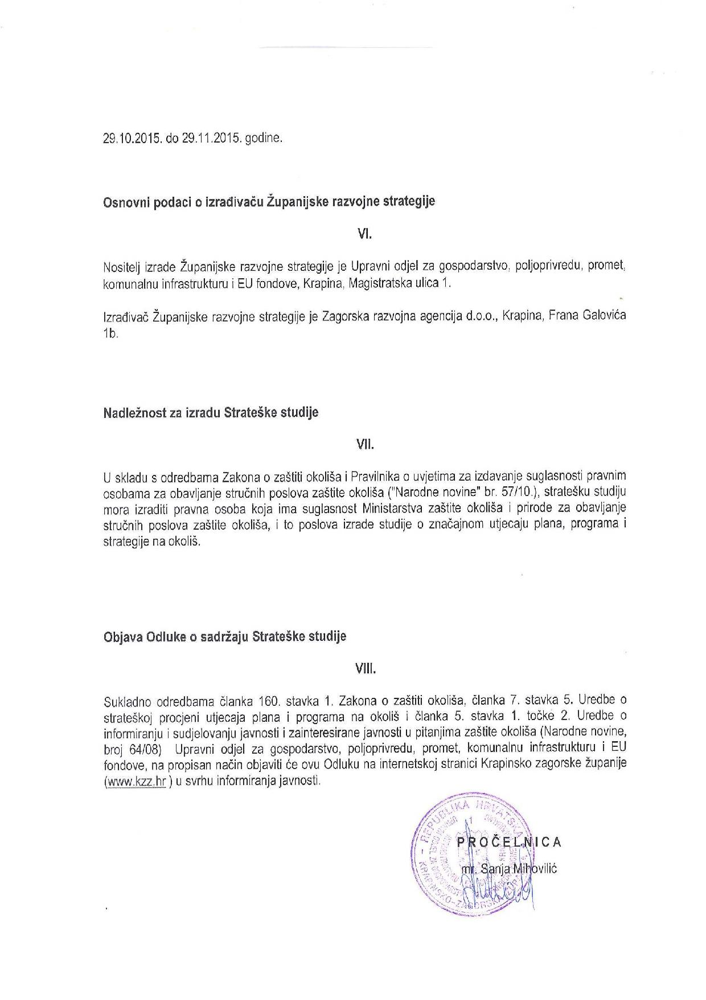 29.10.2015. do 29.11.2015. godine.
Osnovni podaci o izrađivaču Županijske razvojne strategije
VI.
Nositelj izrade Županijske razvojne strategije je Upravni odjel za gospodarstvo, poljoprivredu, promet,
komunalnu infrastrukturu i EU fondove, Krapina, Magistratska ulica 1.
Izrađivač Županijske razvojne strategije je Zagorska razvojna agencija d.o.o., Krapina, Frana Galovića
1b.
Nadležnost za izradu Strateške studije
VII.
U skladu s odredbama Zakona o zaštiti okoliša i Pravilnika o uvjetima za izdavanje suglasnosti pravnim
osobama za obavljanje stručnih poslova zaštite okoliša ("Narodne novine" br. 57/10.), stratešku studiju
mora izraditi pravna osoba koja ima suglasnost Ministarstva zaštite okoliša i prirode za obavljanje
stručnih poslova zaštite okoliša, i to poslova izrade studije o značajnom utjecaju plana, programa i
strategije na okoliš.
Objava Odluke o sadržaju Strateške studije
VIII.
Sukladno odredbama članka 160. stavka 1. Zakona o zaštiti okoliša, članka 7. stavka 5. Uredbe o
strateškoj procjeni utjecaja plana i programa na okoliš i članka 5. stavka 1. točke 2. Uredbe o
informiranju i sudjelovanju javnosti i zainteresirane javnosti u pitanjima zaštite okoliša (Narodne novine,
broj 64/08) Upravni odjel za gospodarstvo, poljoprivredu, promet, komunalnu infrastrukturu i EU
fondove, na propisan način objaviti će ovu Odluku na internetskoj stranici Krapinsko zagorske županije
(www.kzz.hr ) u svrhu informiranja javnosti.
REPUBLIKA HRVATSKA
KRAPINSKO-ZAGORSKA
PROČELNICA
mr. Sanja Mihovilić